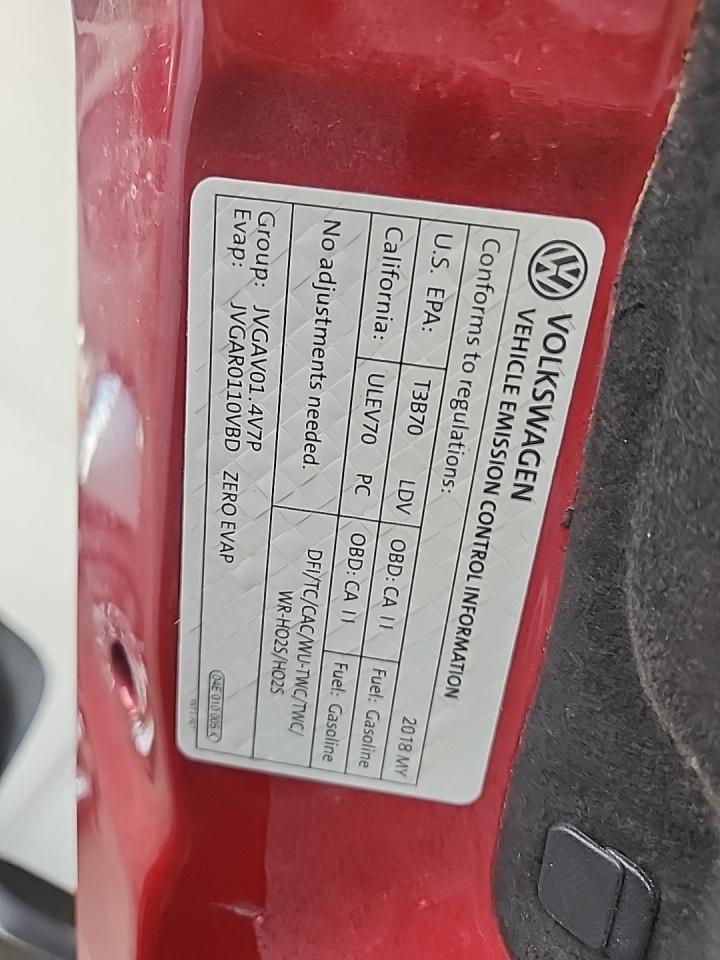 VOLKSWAGEN
VEHICLE EMISSION CONTROL INFORMATION
Conforms to regulations: 2018 MY
U.S. EPA: T3B70 LDV OBD: CA II Fuel: Gasoline
California: ULEV70 PC OBD: CA II Fuel: Gasoline
No adjustments needed. DFI/TC/CAC/WU-TWC/TWC/
WR-HO2S/HO2S
Group: JVGAV01.4V7P
Evap: JVGAR0110VBD ZERO EVAP
04E 010 005 K